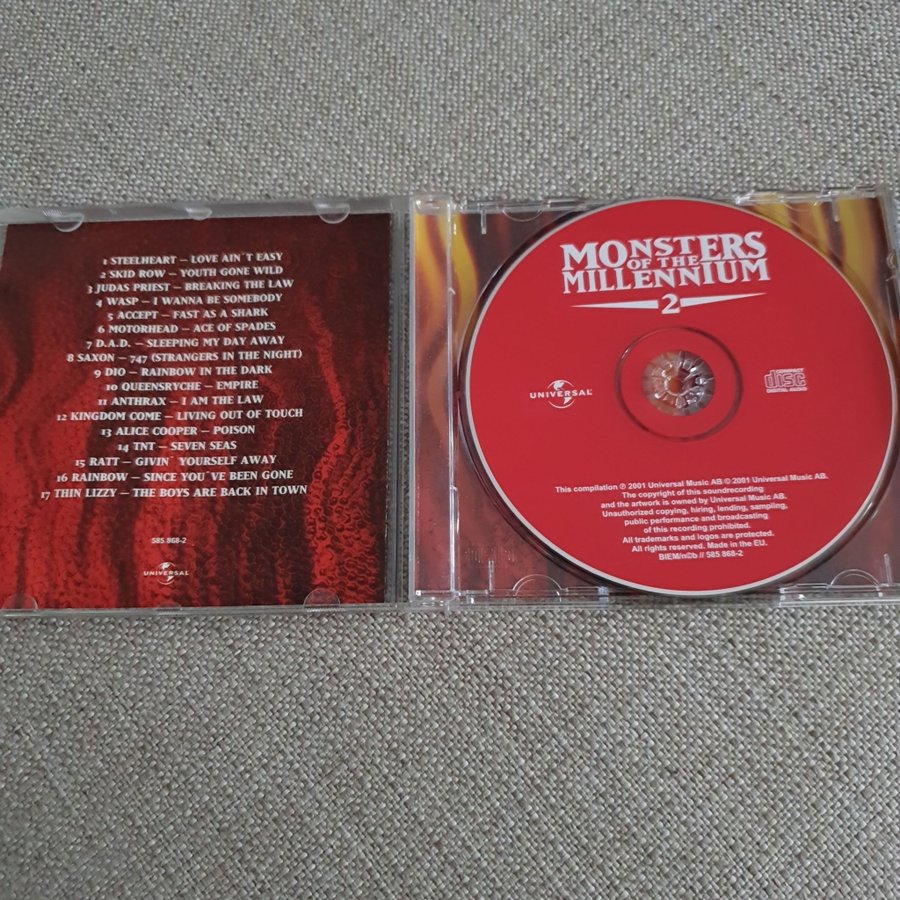 1 STEELHEART – LOVE AIN´T EASY
2 SKID ROW – YOUTH GONE WILD
3 JUDAS PRIEST – BREAKING THE LAW
4 WASP – I WANNA BE SOMEBODY
5 ACCEPT – FAST AS A SHARK
6 MOTORHEAD – ACE OF SPADES
7 D.A.D. – SLEEPING MY DAY AWAY
8 SAXON – 747 (STRANGERS IN THE NIGHT)
9 DIO – RAINBOW IN THE DARK
10 QUEENSRYCHE – EMPIRE
11 ANTHRAX – I AM THE LAW
12 KINGDOM COME – LIVING OUT OF TOUCH
13 ALICE COOPER – POISON
14 TNT – SEVEN SEAS
15 RATT – GIVIN´ YOURSELF AWAY
16 RAINBOW – SINCE YOU´VE BEEN GONE
17 THIN LIZZY – THE BOYS ARE BACK IN TOWN
585 868-2
UNIVERSAL
MONSTERS
OF THE
MILLENNIUM
2
UNIVERSAL
COMPACT
disc
DIGITAL AUDIO
This compilation ℗ 2001 Universal Music AB © 2001 Universal Music AB.
The copyright of this soundrecording
and the artwork is owned by Universal Music AB.
Unauthorized copying, hiring, lending, sampling,
public performance and broadcasting
of this recording prohibited.
All trademarks and logos are protected.
All rights reserved. Made in the EU.
BIEM/n©b // 585 868-2